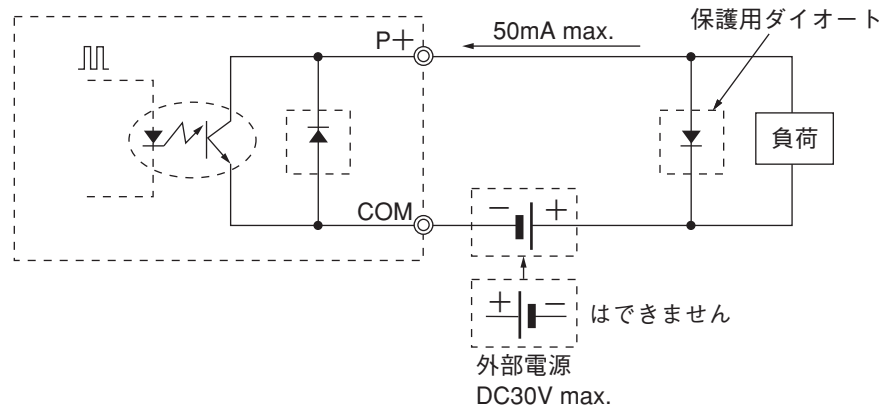 保護用ダイオート
P+
50mA max.
負荷
COM
− +
+ −
はできません
外部電源
DC30V max.